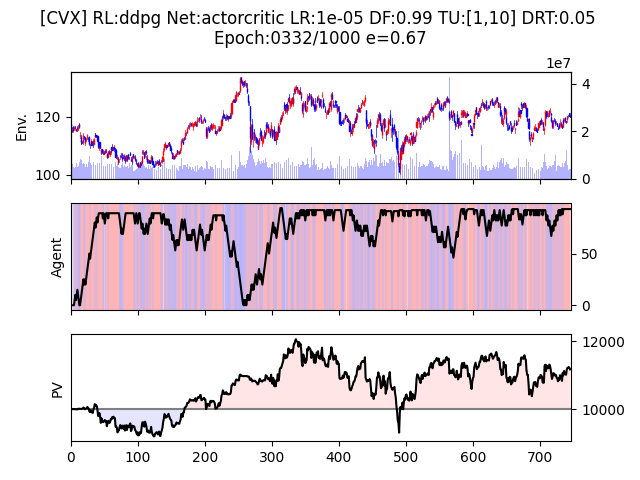 [CVX] RL:ddpg Net:actorcritic LR:1e-05 DF:0.99 TU:[1,10] DRT:0.05
Epoch:0332/1000 e=0.67
1e7
Env.
120
100
4
2
0
Agent
50
0
PV
12000
10000
0 100 200 300 400 500 600 700